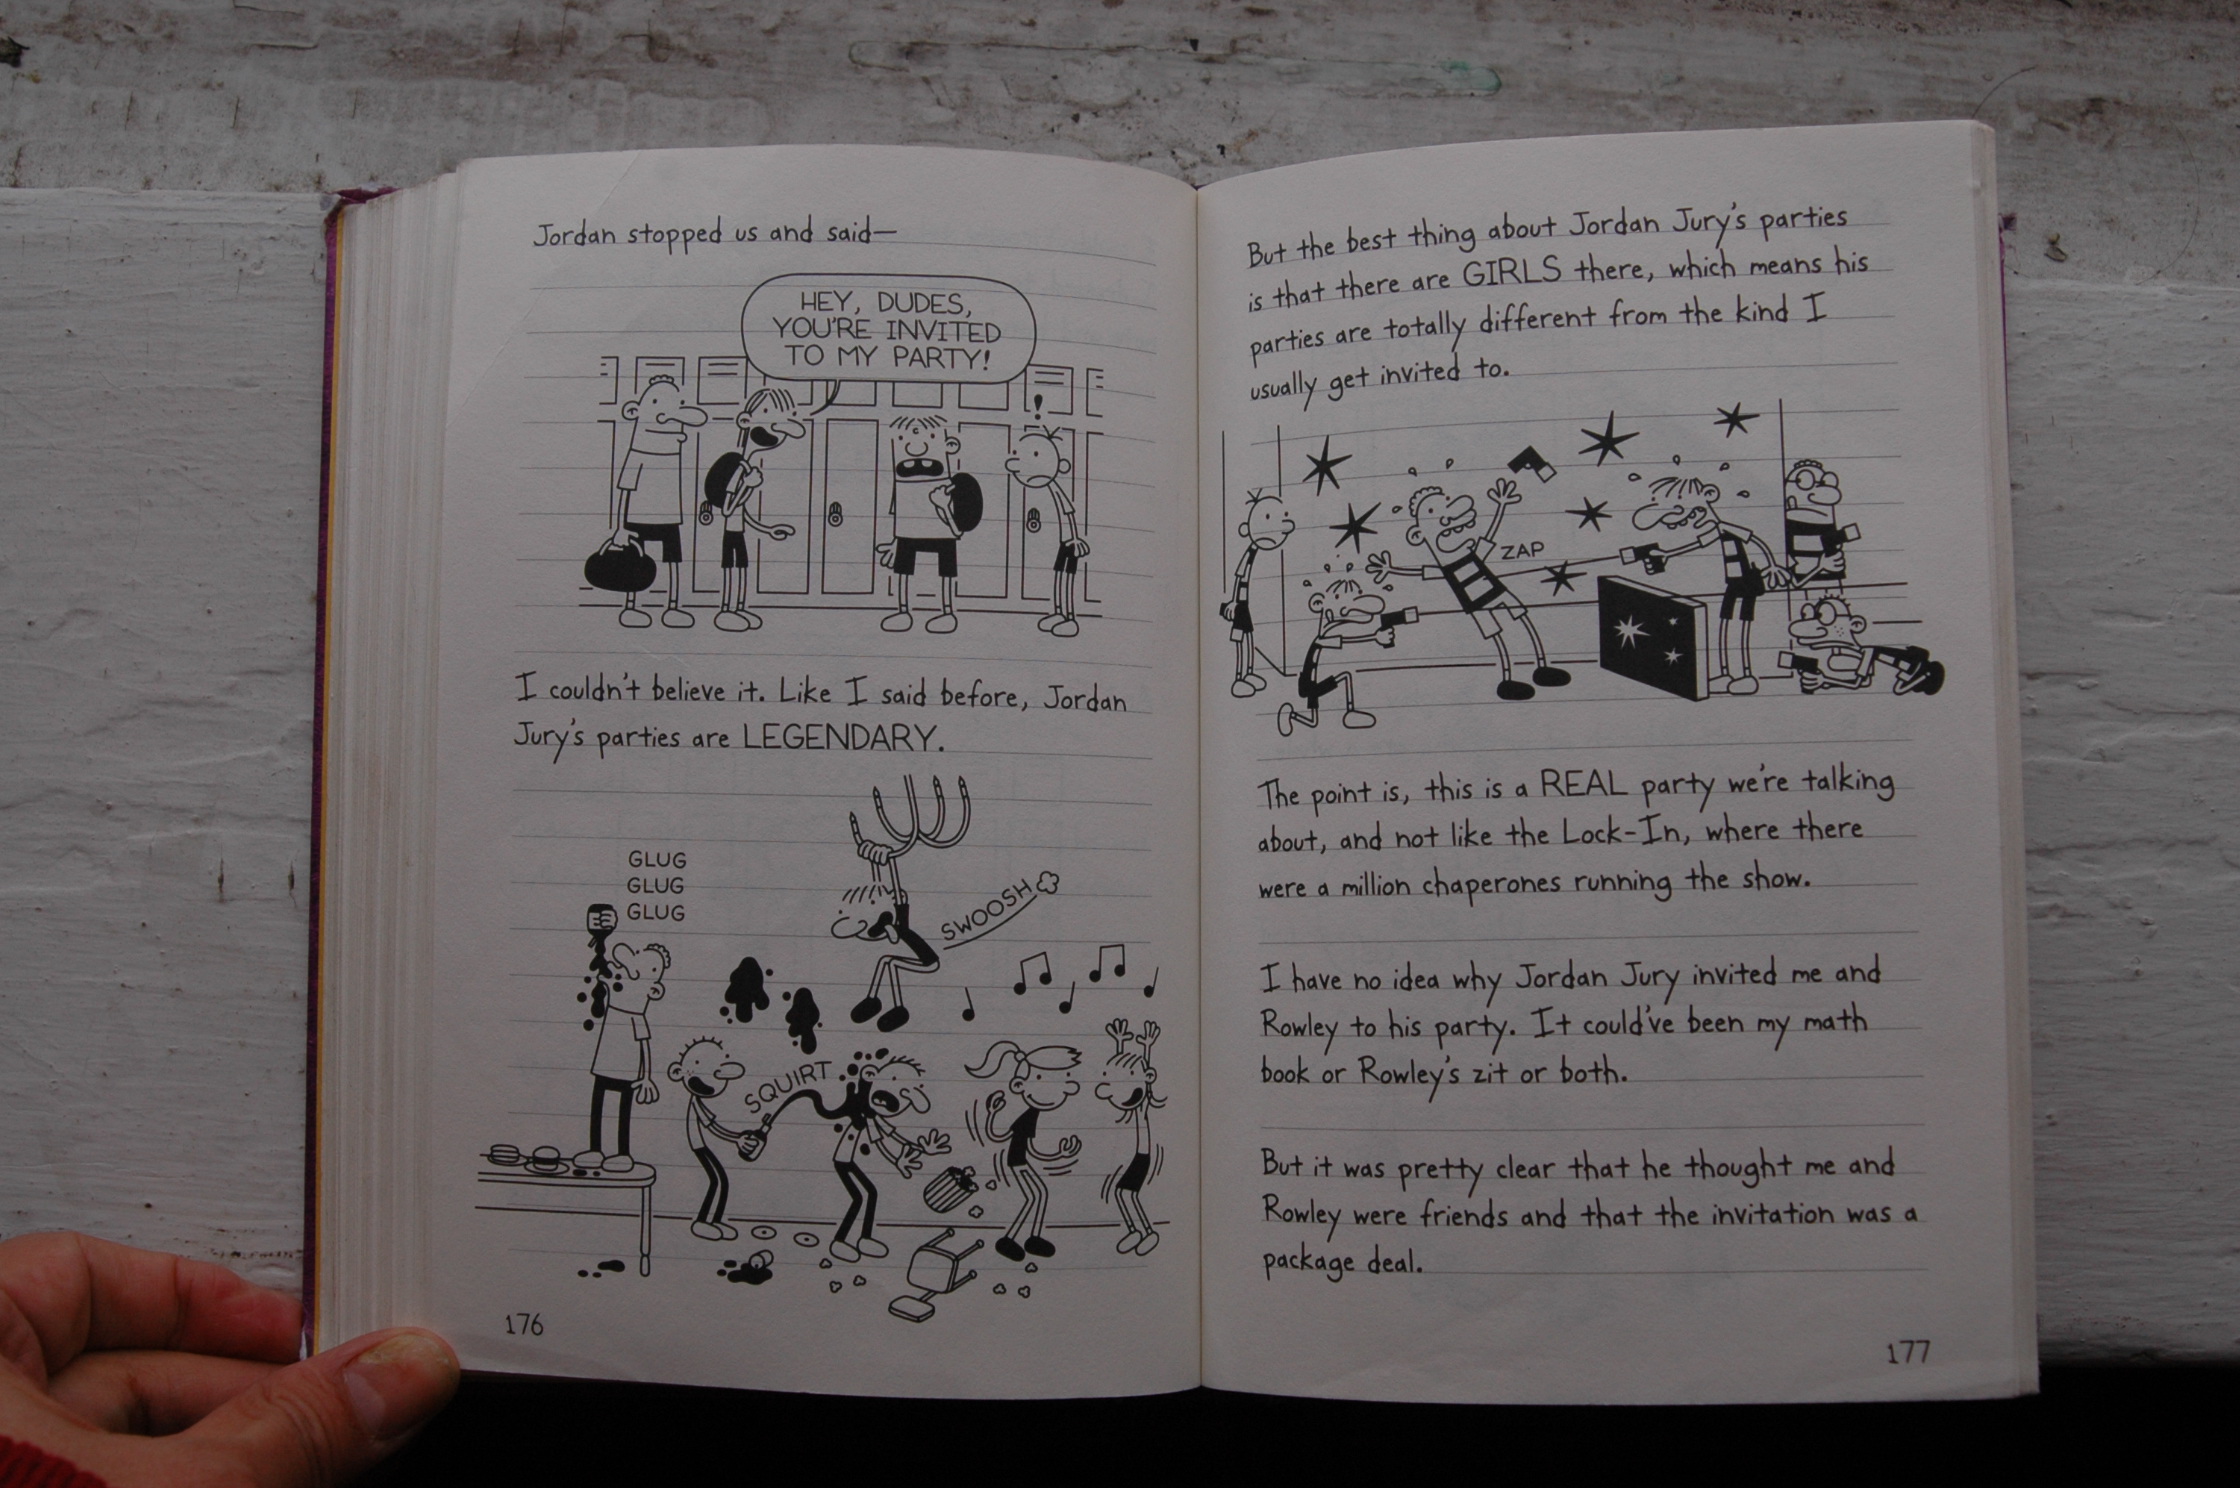 Jordan stopped us and said—
HEY, DUDES,
YOU'RE INVITED
TO MY PARTY!
!
I couldn't believe it. Like I said before, Jordan
Jury's parties are LEGENDARY.
GLUG
GLUG
GLUG
SWOOSH
SQUIRT
176
But the best thing about Jordan Jury's parties
is that there are GIRLS there, which means his
parties are totally different from the kind I
usually get invited to.
ZAP
The point is, this is a REAL party we're talking
about, and not like the Lock-In, where there
were a million chaperones running the show.
I have no idea why Jordan Jury invited me and
Rowley to his party. It could've been my math
book or Rowley's zit or both.
But it was pretty clear that he thought me and
Rowley were friends and that the invitation was a
package deal.
177